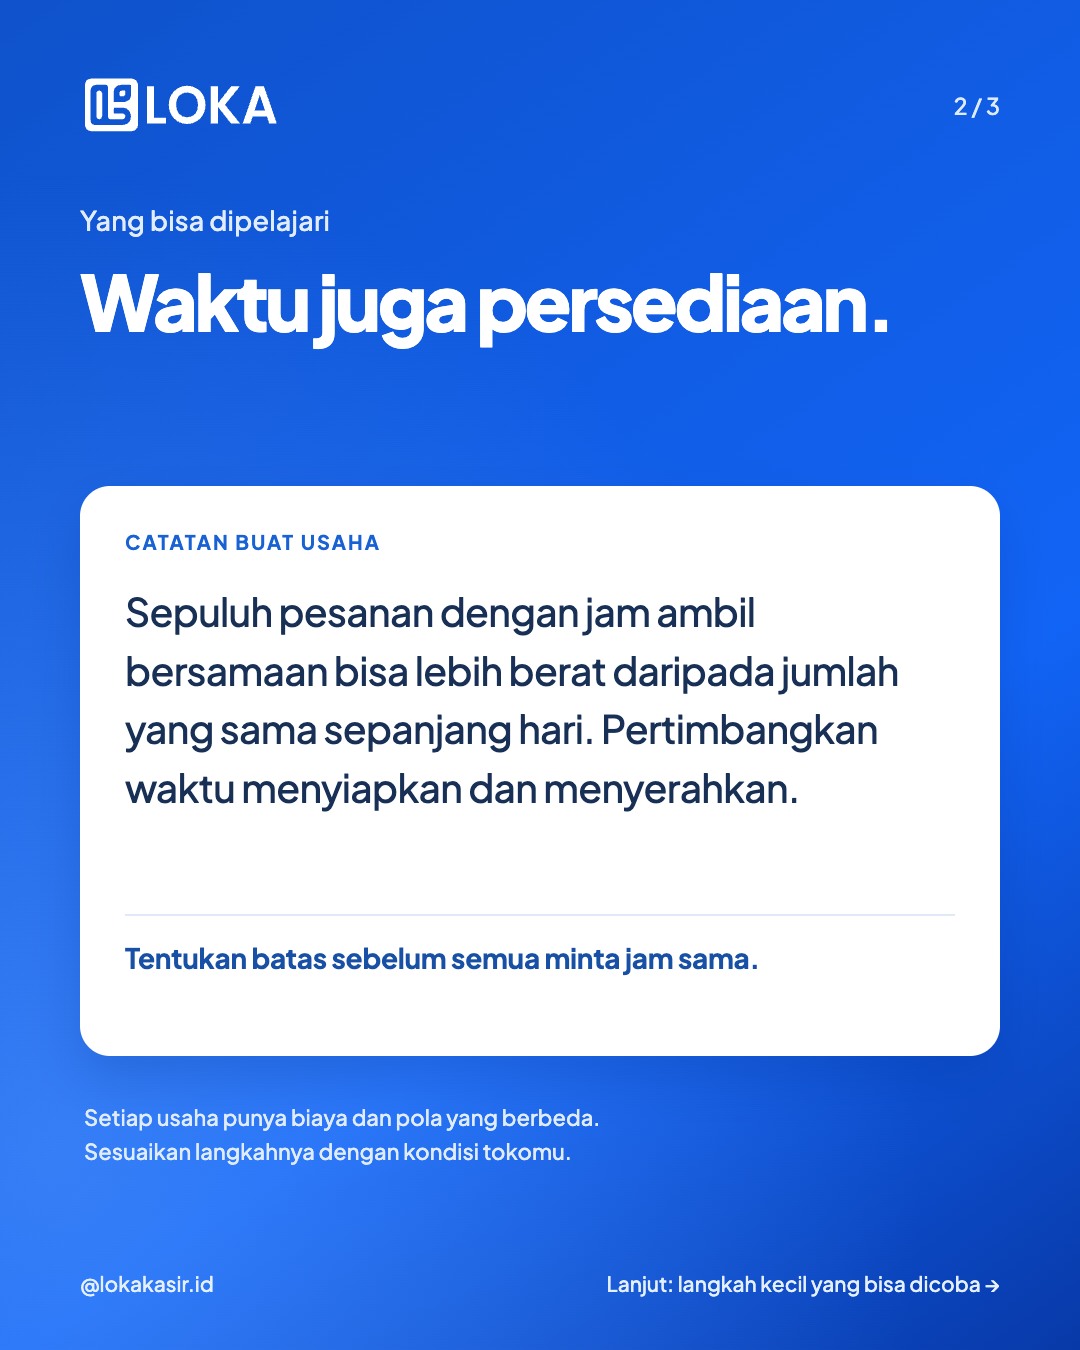 LOKA
2 / 3
Yang bisa dipelajari
Waktu juga persediaan.
CATATAN BUAT USAHA
Sepuluh pesanan dengan jam ambil
bersamaan bisa lebih berat daripada jumlah
yang sama sepanjang hari. Pertimbangkan
waktu menyiapkan dan menyerahkan.
Tentukan batas sebelum semua minta jam sama.
Setiap usaha punya biaya dan pola yang berbeda.
Sesuaikan langkahnya dengan kondisi tokomu.
@lokakasir.id
Lanjut: langkah kecil yang bisa dicoba →